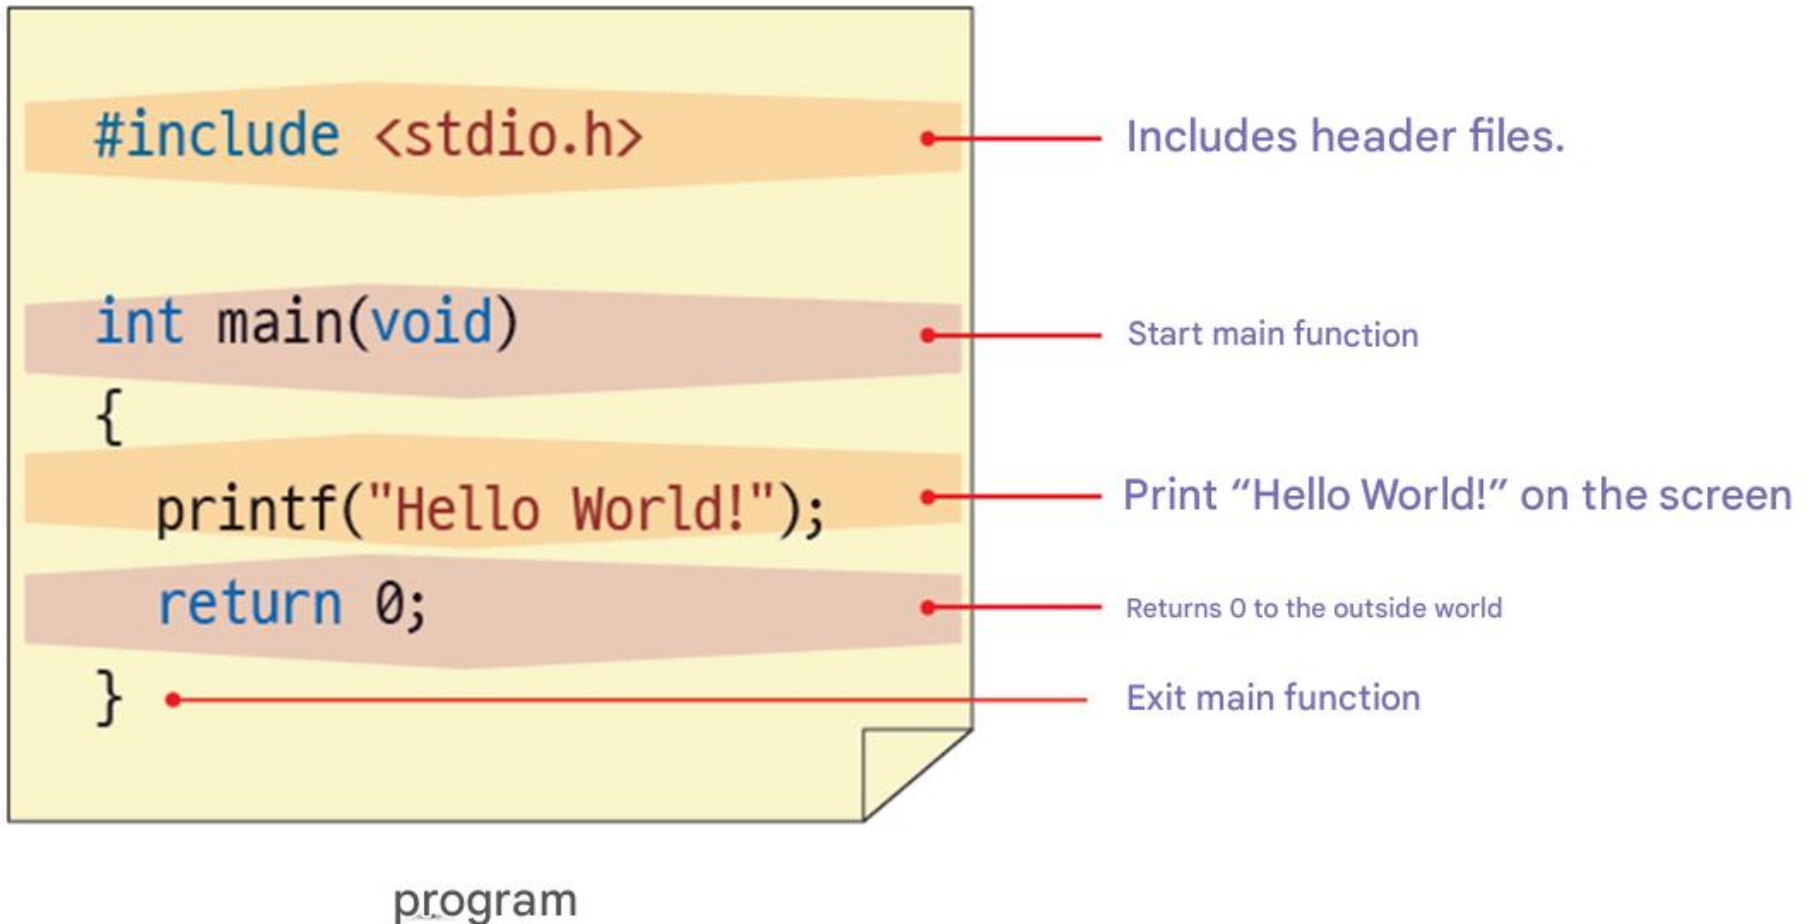 #include <stdio.h>
Includes header files.
int main(void)
Start main function
{
printf("Hello World!");
Print “Hello World!” on the screen
return 0;
Returns 0 to the outside world
}
Exit main function
program